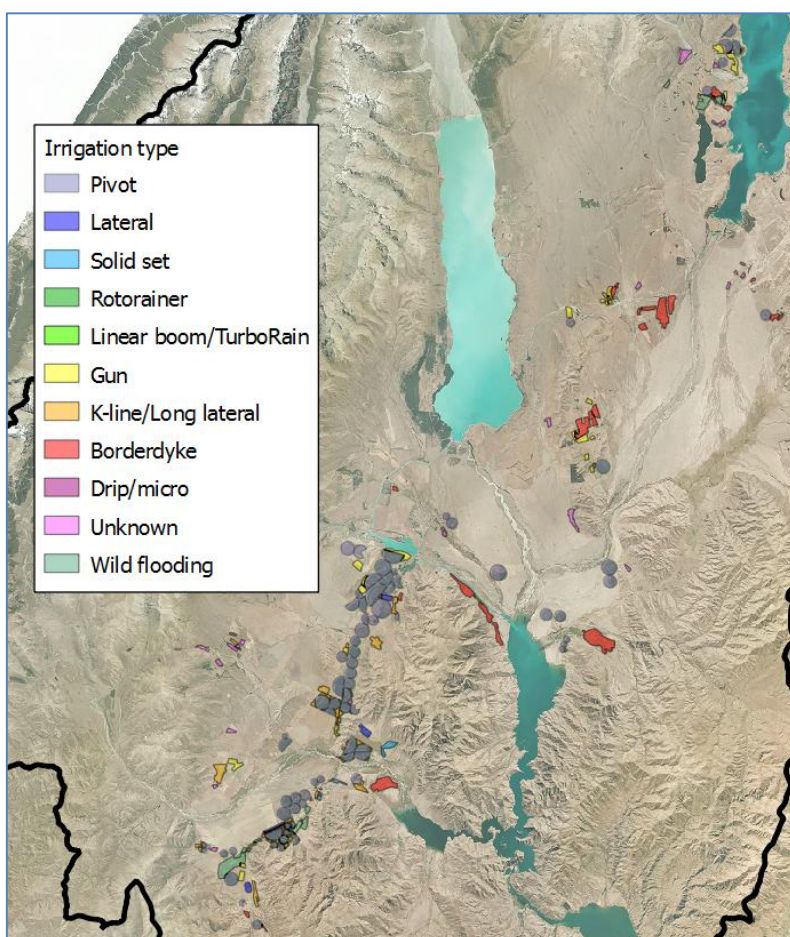 Irrigation type
Pivot
Lateral
Solid set
Rotorainer
Linear boom/TurboRain
Gun
K-line/Long lateral
Borderdyke
Drip/micro
Unknown
Wild flooding